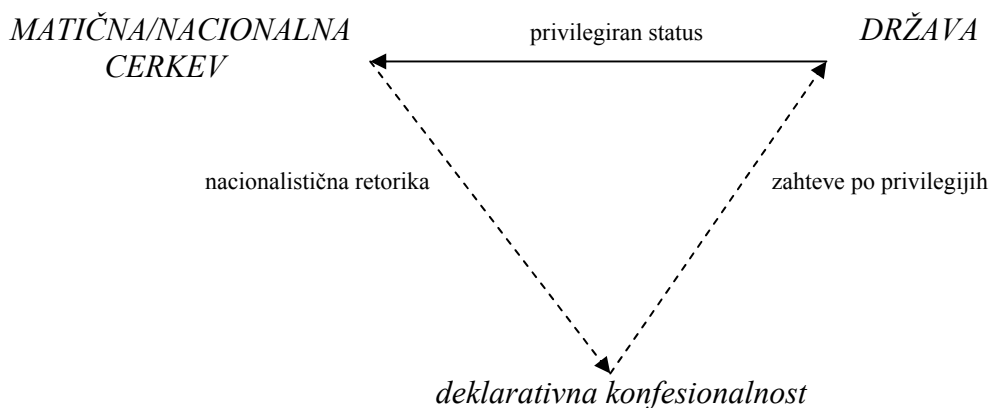 MATIČNA/NACIONALNA
CERKEV
privilegiran status
DRŽAVA
nacionalistična retorika
zahteve po privilegijih
deklarativna konfesionalnost